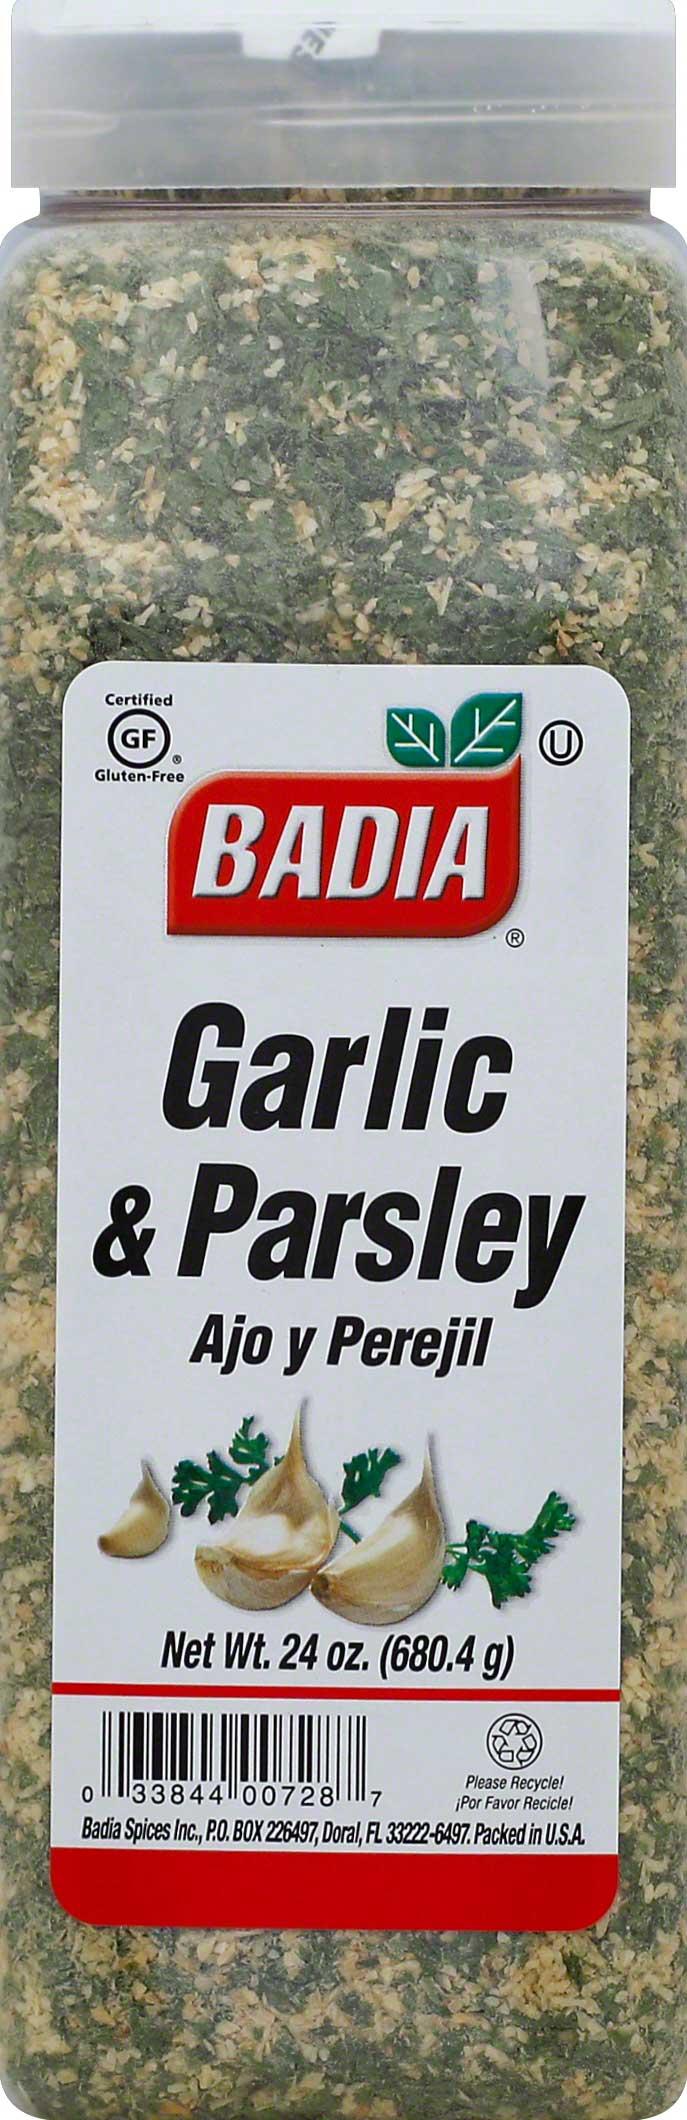 Certified
GF
®
Gluten-Free
U
BADIA
®
Garlic
& Parsley
Ajo y Perejil
Net Wt. 24 oz. (680.4 g)
0 33844 00728 7
Please Recycle!
¡Por Favor Recicle!
Badia Spices Inc., P.O. BOX 226497, Doral, FL 33222-6497. Packed in U.S.A.